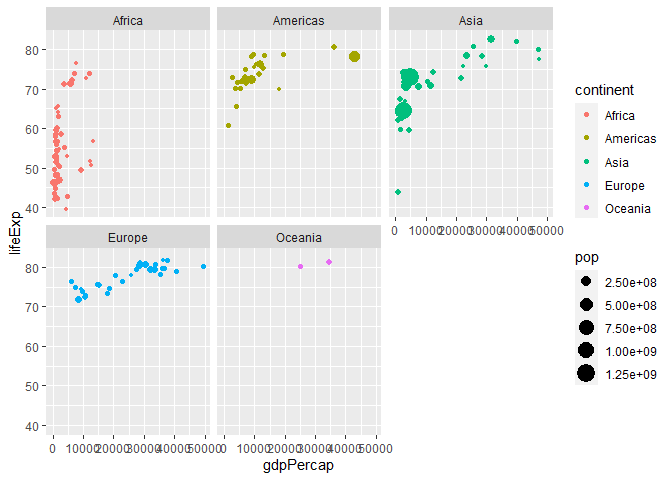 Africa
Americas
Asia
80
70
60
50
40
0 10000 20000 30000 40000 50000
continent
Africa
Americas
Asia
Europe
Oceania
lifeExp
Europe
Oceania
80
70
60
50
40
0 10000 20000 30000 40000 50000
0 10000 20000 30000 40000 50000
gdpPercap
pop
2.50e+08
5.00e+08
7.50e+08
1.00e+09
1.25e+09